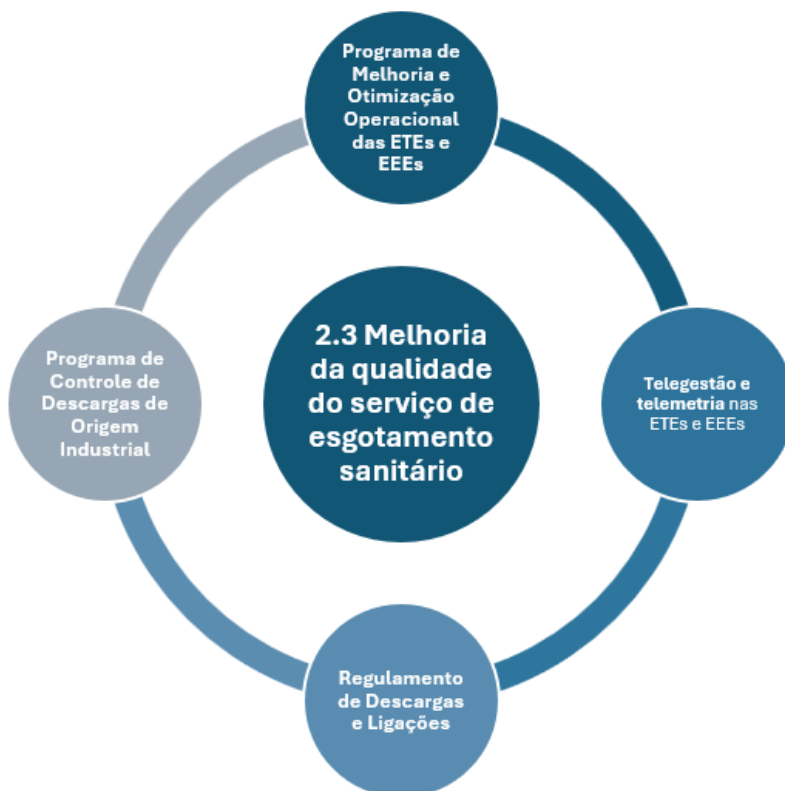 Programa de
Melhoria e
Otimização
Operacional
das ETEs e
EEEs
2.3 Melhoria
da qualidade
do serviço de
esgotamento
sanitário
Programa de
Controle de
Descargas de
Origem
Industrial
Telegestão e
telemetria nas
ETEs e EEEs
Regulamento
de Descargas
e Ligações